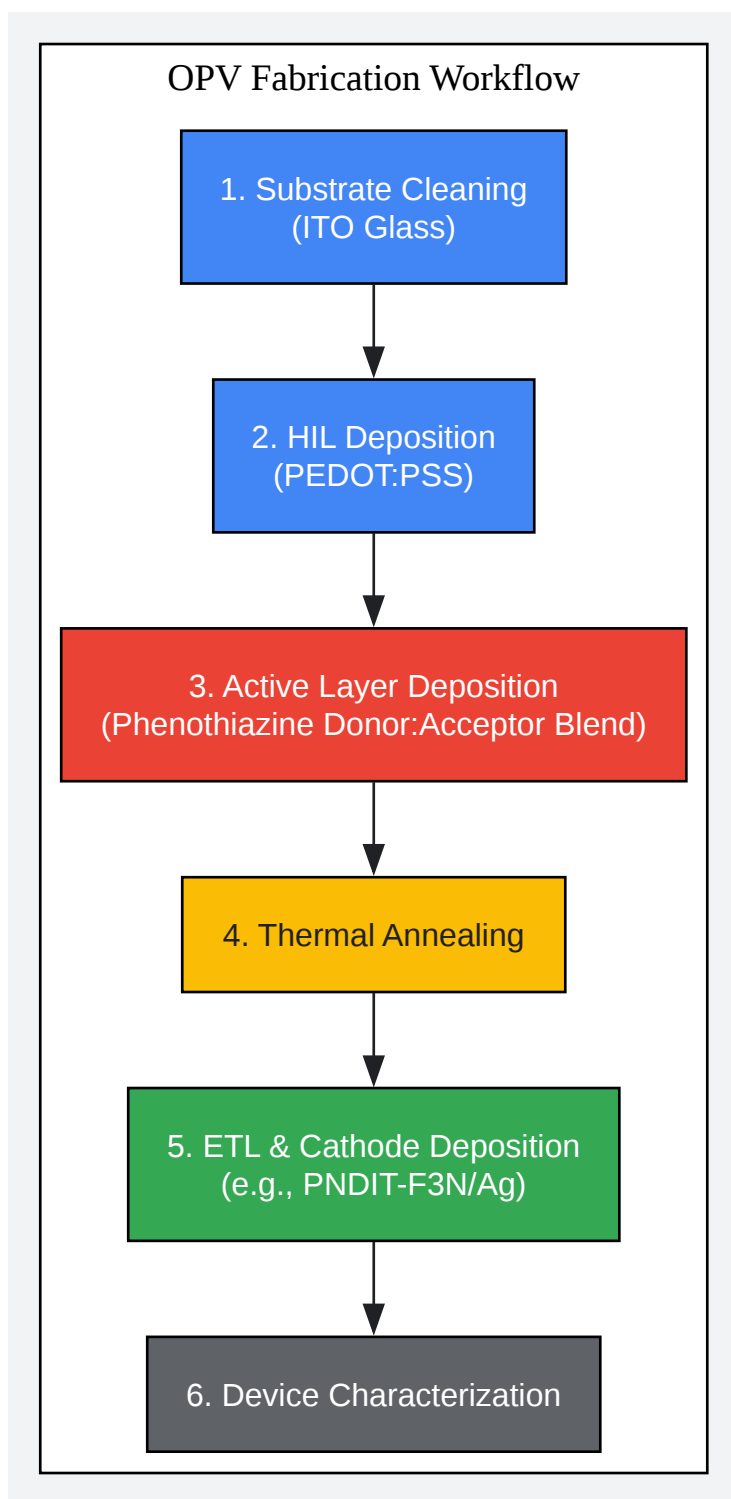 OPV Fabrication Workflow
1. Substrate Cleaning
(ITO Glass)
2. HIL Deposition
(PEDOT:PSS)
3. Active Layer Deposition
(Phenothiazine Donor:Acceptor Blend)
4. Thermal Annealing
5. ETL & Cathode Deposition
(e.g., PNDIT-F3N/Ag)
6. Device Characterization